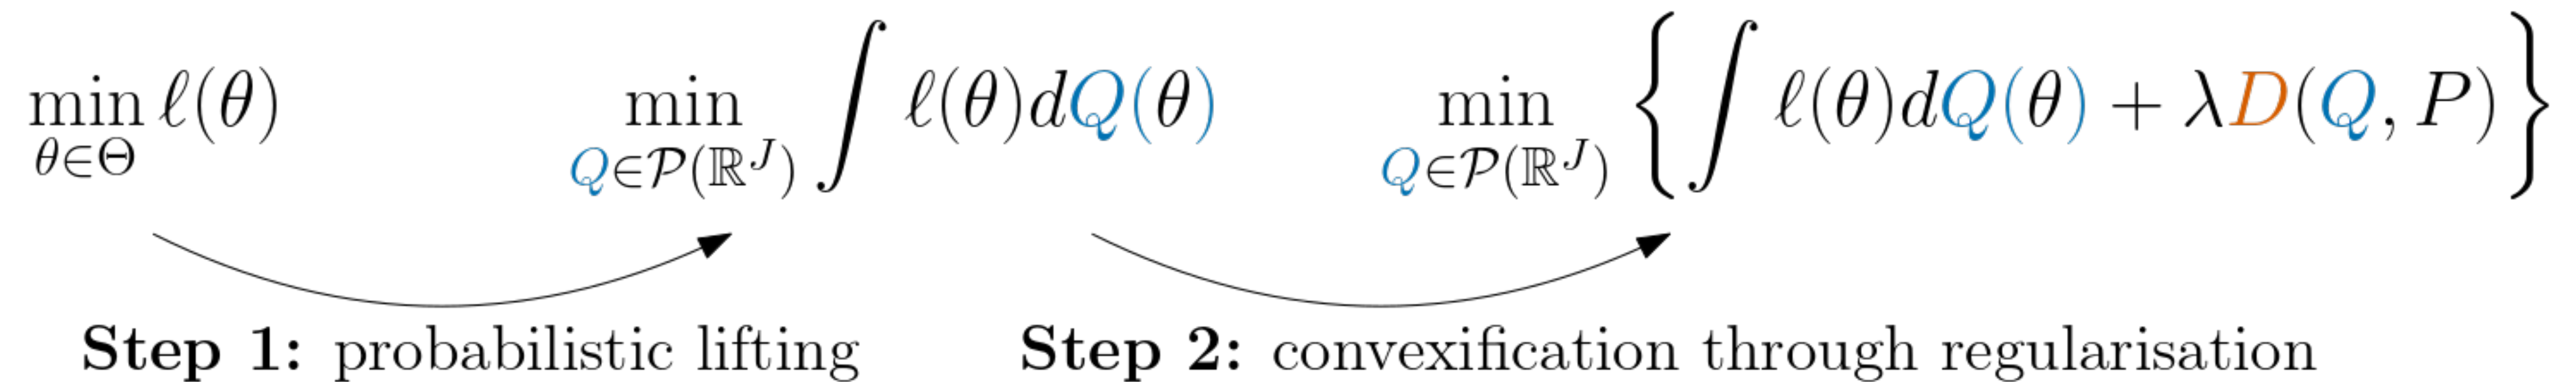 min_{θ∈Θ} ℓ(θ)
min_{Q∈𝒫(ℝ^J)} ∫ ℓ(θ)dQ(θ)
min_{Q∈𝒫(ℝ^J)} { ∫ ℓ(θ)dQ(θ) + λD(Q, P) }
Step 1: probabilistic lifting
Step 2: convexification through regularisation